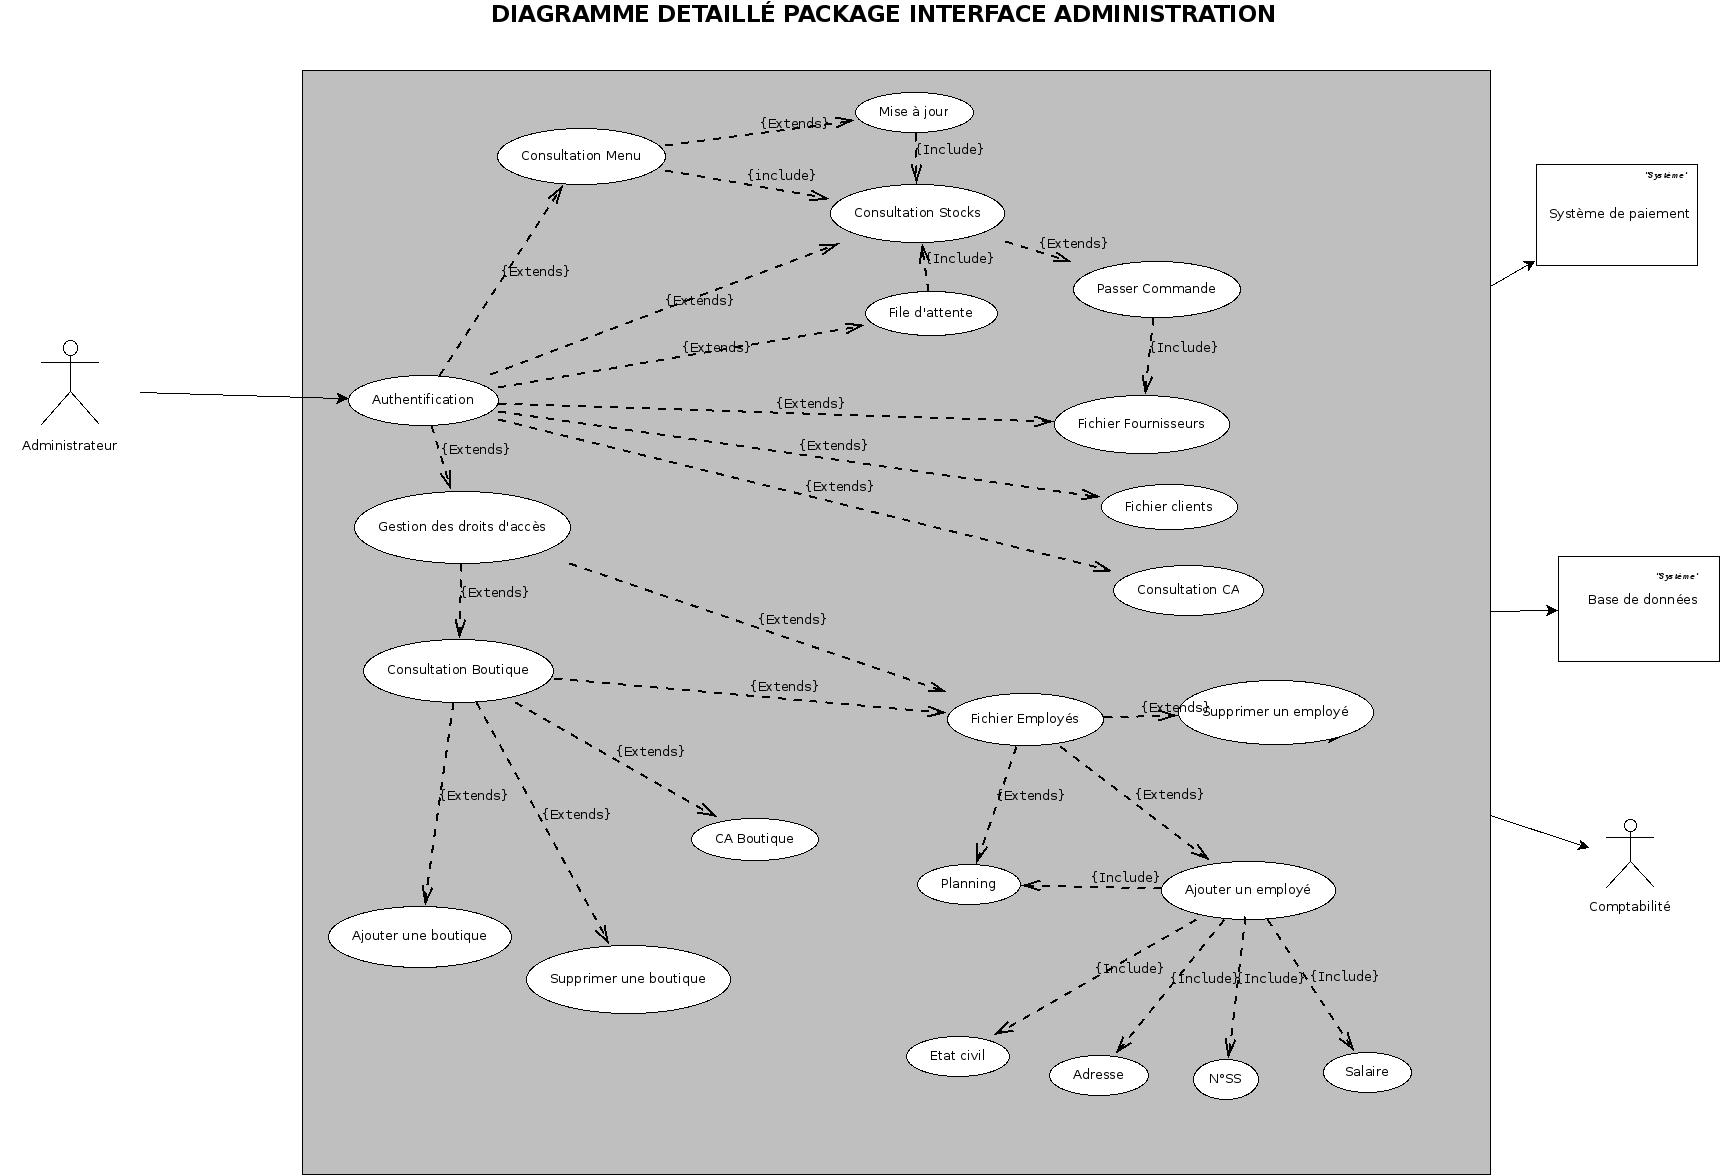 DIAGRAMME DETAILLÉ PACKAGE INTERFACE ADMINISTRATION
Mise à jour
{Extends}
Consultation Menu
{Include}
{include}
"Système"
Consultation Stocks
Système de paiement
{Extends}
{Include}
{Extends}
Passer Commande
{Extends}
File d'attente
{Extends}
{Include}
Authentification
{Extends}
Fichier Fournisseurs
Administrateur
{Extends}
{Extends}
{Extends}
Fichier clients
Gestion des droits d'accès
"Système"
Consultation CA
{Extends}
Base de données
{Extends}
Consultation Boutique
{Extends}
{Extends}
Supprimer un employé
Fichier Employés
{Extends}
{Extends}
{Extends}
{Extends}
{Extends}
CA Boutique
{Include}
Planning
Ajouter un employé
Comptabilité
Ajouter une boutique
{Include}
{Include}
{Include}
{Include}
Supprimer une boutique
Etat civil
Adresse
N°SS
Salaire